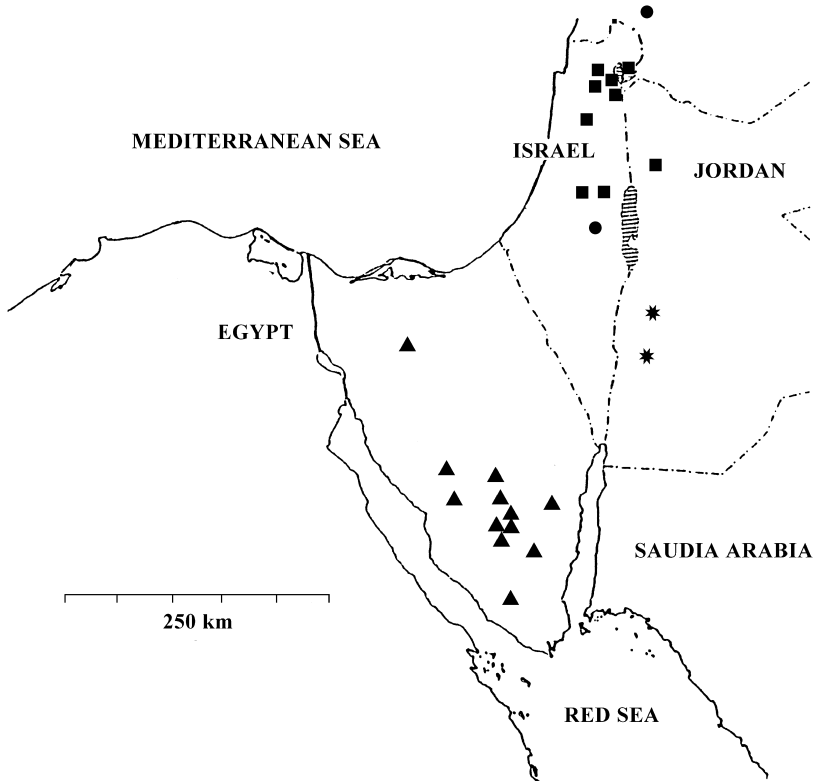 MEDITERRANEAN SEA
ISRAEL
JORDAN
EGYPT
SAUDIA ARABIA
250 km
RED SEA